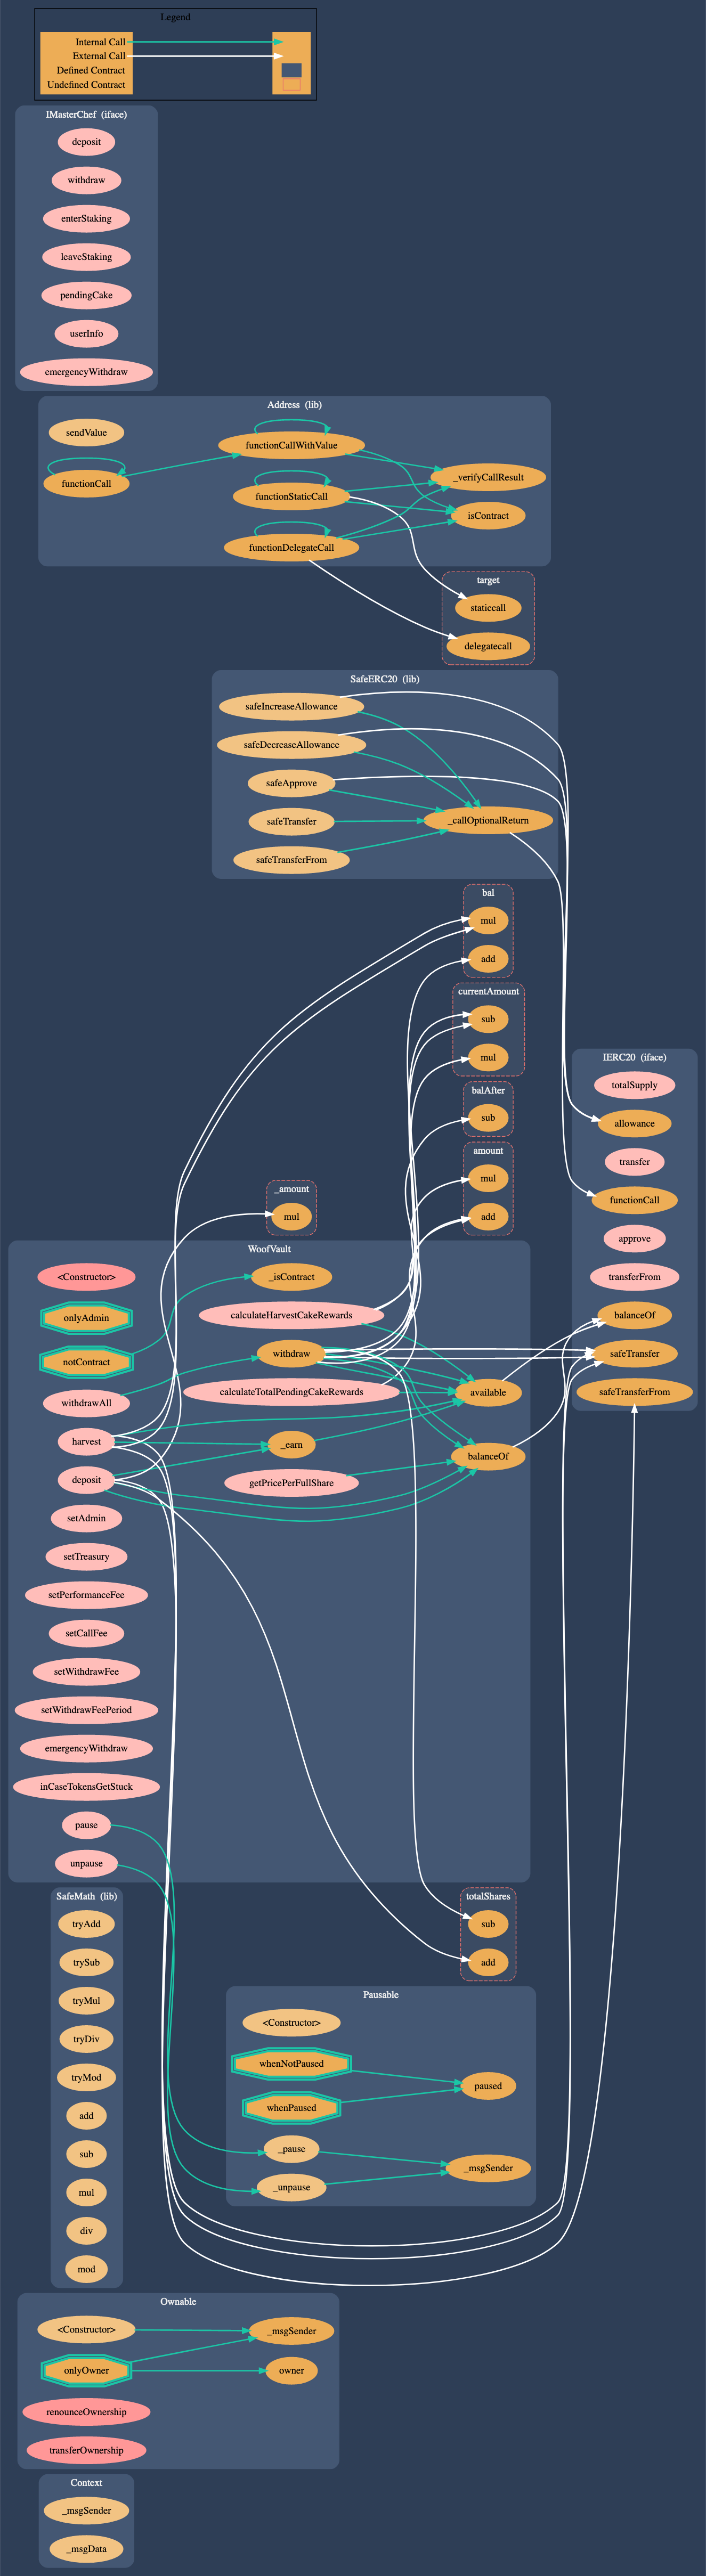 Legend
Internal Call
External Call
Defined Contract
Undefined Contract
IMasterChef (iface)
deposit
withdraw
enterStaking
leaveStaking
pendingCake
userInfo
emergencyWithdraw
Address (lib)
sendValue
functionCall
functionCallWithValue
functionStaticCall
functionDelegateCall
_verifyCallResult
isContract
target
staticcall
delegatecall
SafeERC20 (lib)
safeIncreaseAllowance
safeDecreaseAllowance
safeApprove
safeTransfer
safeTransferFrom
_callOptionalReturn
bal
mul
add
currentAmount
sub
mul
balAfter
sub
amount
mul
add
_amount
mul
IERC20 (iface)
totalSupply
allowance
transfer
functionCall
approve
transferFrom
balanceOf
safeTransfer
safeTransferFrom
WoofVault
<Constructor>
onlyAdmin
notContract
withdrawAll
harvest
deposit
setAdmin
setTreasury
setPerformanceFee
setCallFee
setWithdrawFee
setWithdrawFeePeriod
emergencyWithdraw
inCaseTokensGetStuck
pause
unpause
_isContract
calculateHarvestCakeRewards
withdraw
calculateTotalPendingCakeRewards
_earn
getPricePerFullShare
available
balanceOf
SafeMath (lib)
tryAdd
trySub
tryMul
tryDiv
tryMod
add
sub
mul
div
mod
totalShares
sub
add
Pausable
<Constructor>
whenNotPaused
whenPaused
_pause
_unpause
paused
_msgSender
Ownable
<Constructor>
onlyOwner
renounceOwnership
transferOwnership
_msgSender
owner
Context
_msgSender
_msgData